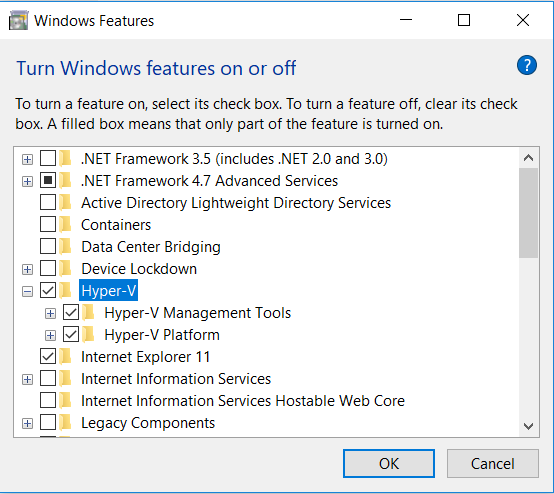 Windows Features
Turn Windows features on or off
?
To turn a feature on, select its check box. To turn a feature off, clear its check
box. A filled box means that only part of the feature is turned on.
.NET Framework 3.5 (includes .NET 2.0 and 3.0)
.NET Framework 4.7 Advanced Services
Active Directory Lightweight Directory Services
Containers
Data Center Bridging
Device Lockdown
Hyper-V
Hyper-V Management Tools
Hyper-V Platform
Internet Explorer 11
Internet Information Services
Internet Information Services Hostable Web Core
Legacy Components
OK
Cancel